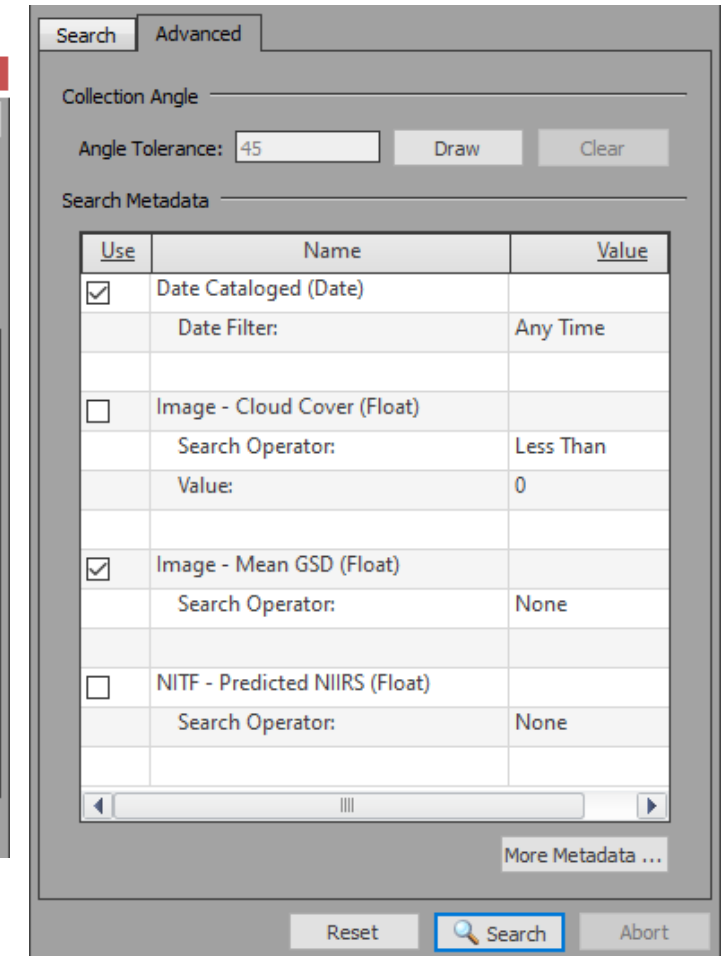 Search Advanced
Collection Angle
Angle Tolerance: 45 Draw Clear
Search Metadata
Use Name Value
Date Cataloged (Date)
Date Filter: Any Time
Image - Cloud Cover (Float)
Search Operator: Less Than
Value: 0
Image - Mean GSD (Float)
Search Operator: None
NITF - Predicted NIIRS (Float)
Search Operator: None
More Metadata ...
Reset Search Abort